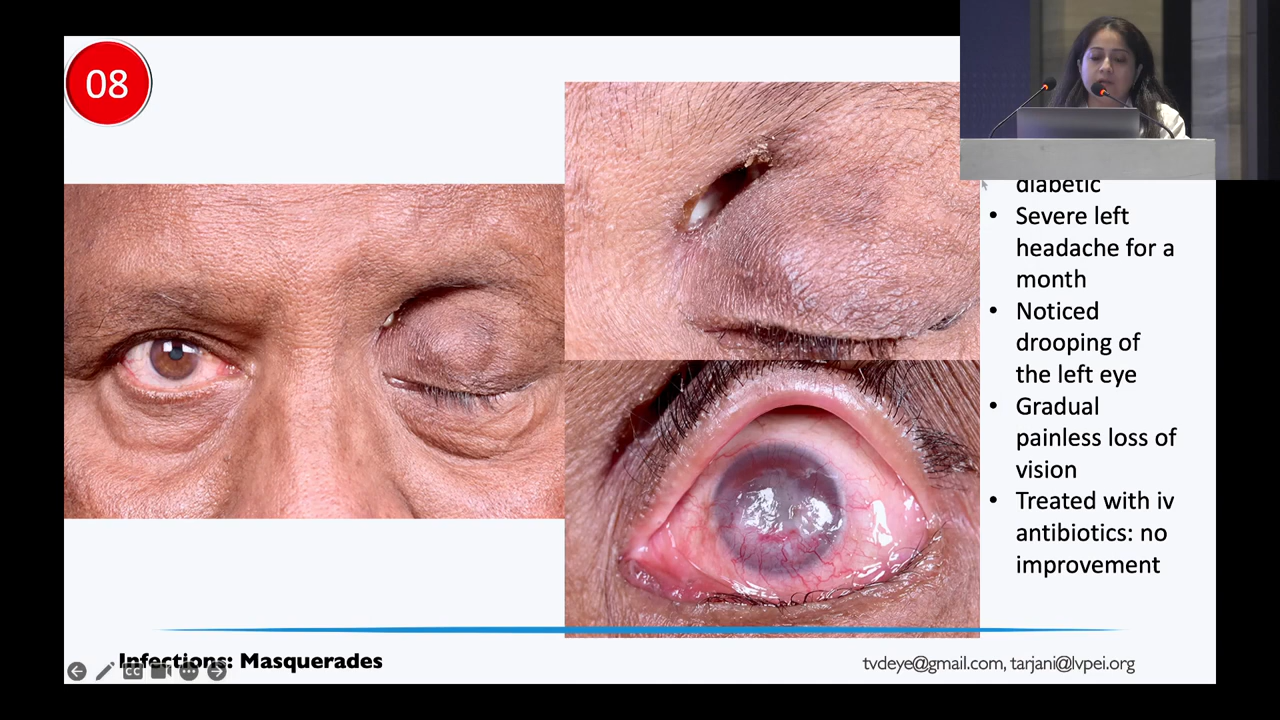 08
diabetic
• Severe left
headache for a
month
• Noticed
drooping of
the left eye
• Gradual
painless loss of
vision
• Treated with iv
antibiotics: no
improvement
Infections: Masquerades
tvdeye@gmail.com, tarjani@lvpei.org
CC